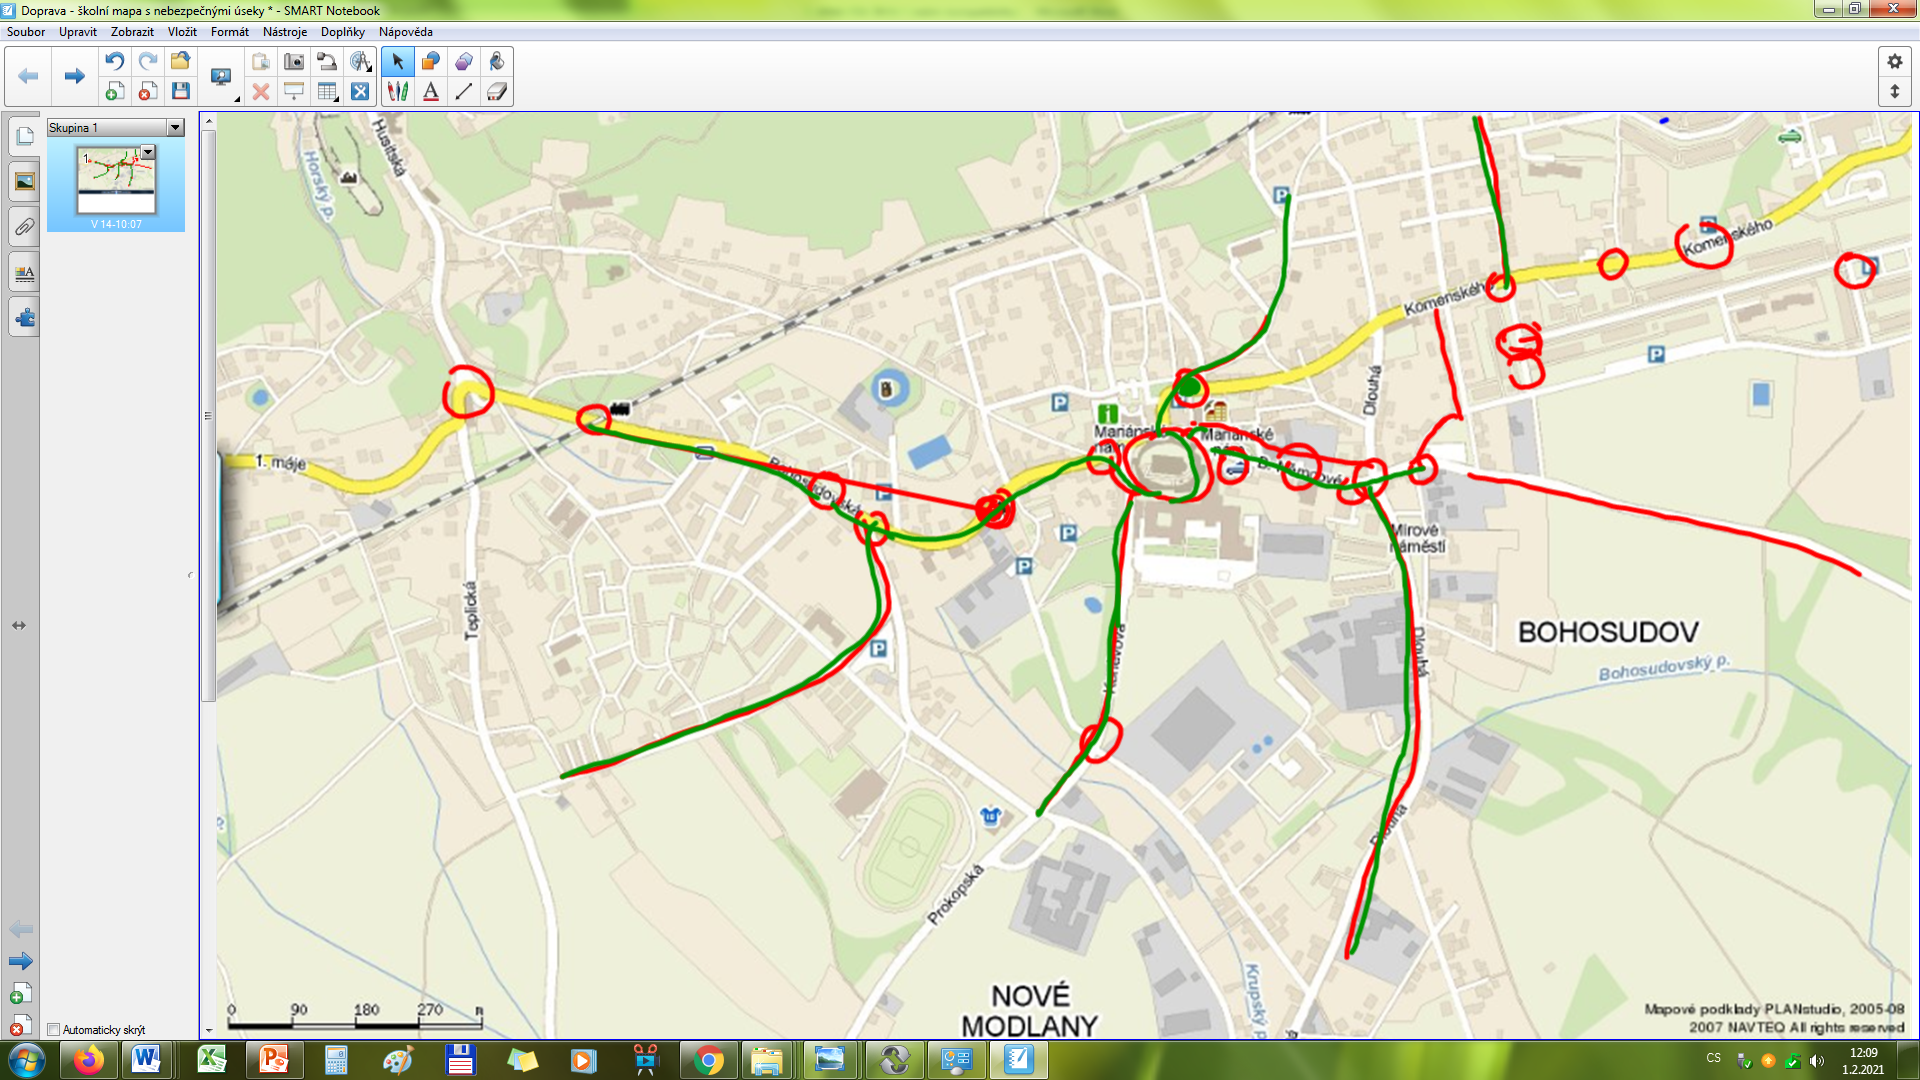 Doprava - školní mapa s nebezpečnými úseky * - SMART Notebook
Soubor Upravit Zobrazit Vložit Formát Nástroje Doplňky Nápověda
Skupina 1
V 14-10:07
Automaticky skrýt
Husitská
Horský p.
Komenského
Komenského
Dlouhá
Mariánské
Mariánské
1. máje
Bohosudovská
B. Němcové
Mírové
náměstí
Teplická
BOHOSUDOV
Dlouhá
Bohosudovský p.
Dlouhá
Prokopská
NOVÉ
MODLANY
Krupský p.
0 90 180 270
Mapové podklady PLANstudio, 2005-08
2007 NAVTEQ All rights reserved
CS
12:09
1.2.2021